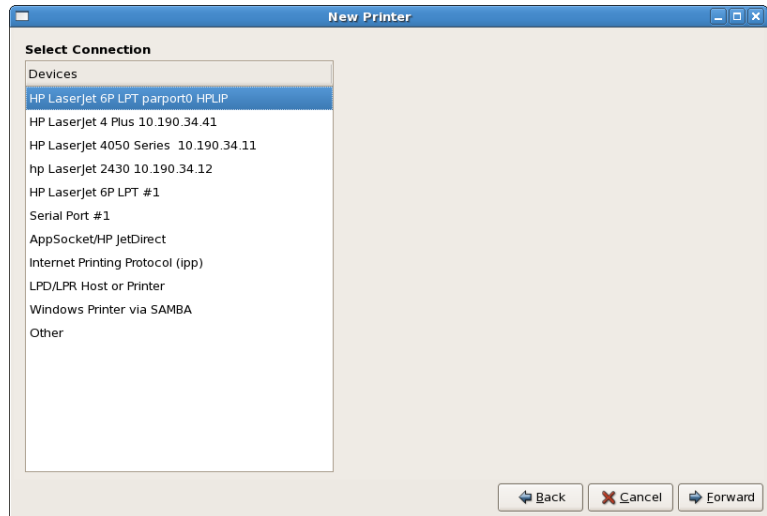 New Printer
Select Connection
Devices
HP LaserJet 6P LPT parport0 HPLIP
HP LaserJet 4 Plus 10.190.34.41
HP LaserJet 4050 Series  10.190.34.11
hp LaserJet 2430 10.190.34.12
HP LaserJet 6P LPT #1
Serial Port #1
AppSocket/HP JetDirect
Internet Printing Protocol (ipp)
LPD/LPR Host or Printer
Windows Printer via SAMBA
Other
Back Cancel Forward